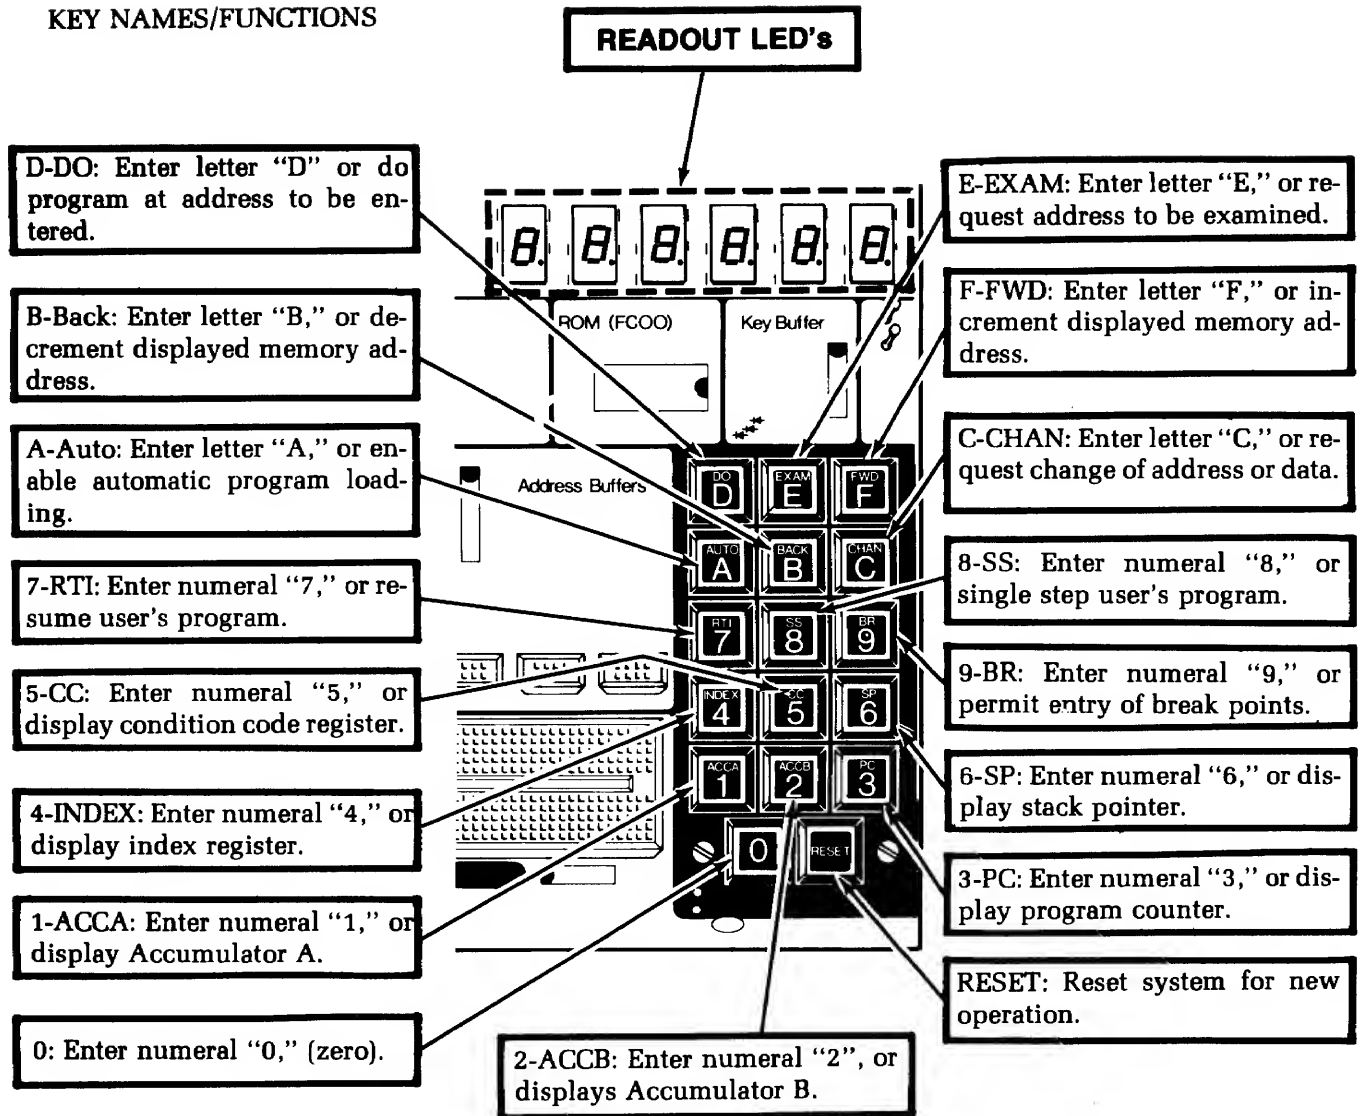 KEY NAMES/FUNCTIONS
READOUT LED's
D-DO: Enter letter “D” or do
program at address to be en-
tered.
B-Back: Enter letter “B,” or de-
crement displayed memory ad-
dress.
A-Auto: Enter letter “A,” or en-
able automatic program load-
ing.
7-RTI: Enter numeral “7,” or re-
sume user's program.
5-CC: Enter numeral “5,” or
display condition code register.
4-INDEX: Enter numeral “4,” or
display index register.
1-ACCA: Enter numeral “1,” or
display Accumulator A.
0: Enter numeral “0,” (zero).
8. 8. 8. 8. 8. 8.
ROM (FCOO)
Key Buffer
Address Buffers
DO
D
EXAM
E
FWD
F
AUTO
A
BACK
B
CHAN
C
RTI
7
SS
8
BR
9
INDEX
4
CC
5
SP
6
ACCA
1
ACCB
2
PC
3
0
RESET
2-ACCB: Enter numeral “2”, or
displays Accumulator B.
E-EXAM: Enter letter “E,” or re-
quest address to be examined.
F-FWD: Enter letter “F,” or in-
crement displayed memory ad-
dress.
C-CHAN: Enter letter “C,” or re-
quest change of address or data.
8-SS: Enter numeral “8,” or
single step user's program.
9-BR: Enter numeral “9,” or
permit entry of break points.
6-SP: Enter numeral “6,” or dis-
play stack pointer.
3-PC: Enter numeral “3,” or dis-
play program counter.
RESET: Reset system for new
operation.